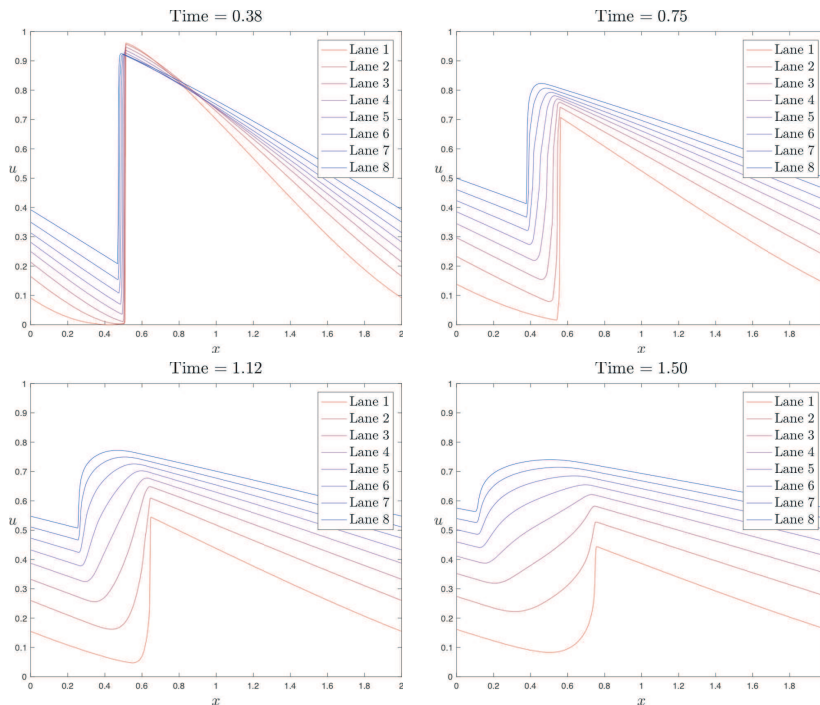 Time = 0.38
1
0.9
0.8
0.7
0.6
0.5
0.4
0.3
0.2
0.1
0
u
Lane 1
Lane 2
Lane 3
Lane 4
Lane 5
Lane 6
Lane 7
Lane 8
0 0.2 0.4 0.6 0.8 1 1.2 1.4 1.6 1.8 2
x
Time = 0.75
1
0.9
0.8
0.7
0.6
0.5
0.4
0.3
0.2
0.1
0
u
Lane 1
Lane 2
Lane 3
Lane 4
Lane 5
Lane 6
Lane 7
Lane 8
0 0.2 0.4 0.6 0.8 1 1.2 1.4 1.6 1.8
x
Time = 1.12
1
0.9
0.8
0.7
0.6
0.5
0.4
0.3
0.2
0.1
0
u
Lane 1
Lane 2
Lane 3
Lane 4
Lane 5
Lane 6
Lane 7
Lane 8
0 0.2 0.4 0.6 0.8 1 1.2 1.4 1.6 1.8 2
x
Time = 1.50
1
0.9
0.8
0.7
0.6
0.5
0.4
0.3
0.2
0.1
0
u
Lane 1
Lane 2
Lane 3
Lane 4
Lane 5
Lane 6
Lane 7
Lane 8
0 0.2 0.4 0.6 0.8 1 1.2 1.4 1.6 1.8
x